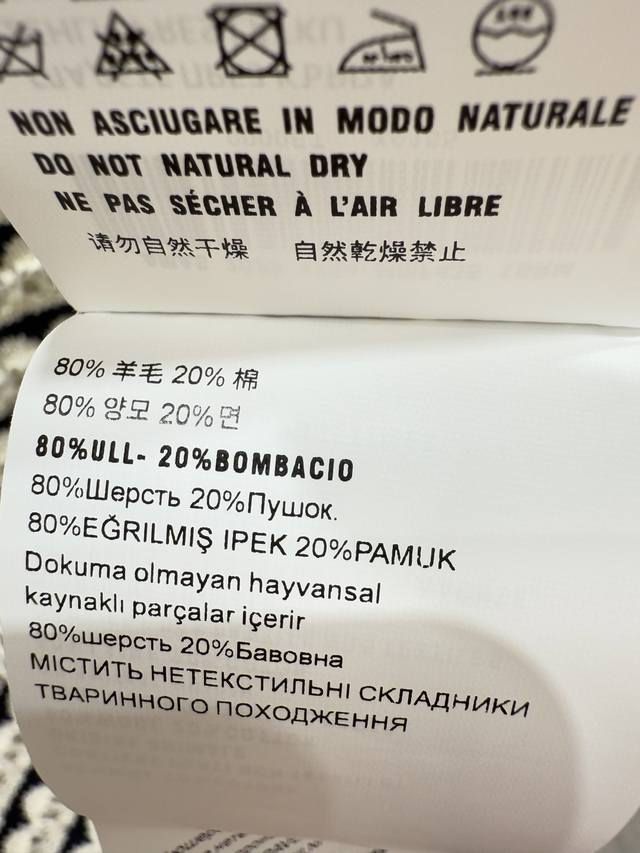 NON ASCIUGARE IN MODO NATURALE
DO NOT NATURAL DRY
NE PAS SÉCHER À L'AIR LIBRE
请勿自然干燥 自然乾燥禁止
80% 羊毛 20% 棉
80% 양모 20% 면
80%ULL- 20%BOMBACIO
80%Шерсть 20%Пушок.
80%EĞRILMIŞ IPEK 20%PAMUK
Dokuma olmayan hayvansal
kaynaklı parçalar içerir
80%шерсть 20%Бавовна
МІСТИТЬ НЕТЕКСТИЛЬНІ СКЛАДНИКИ
ТВАРИННОГО ПОХОДЖЕННЯ